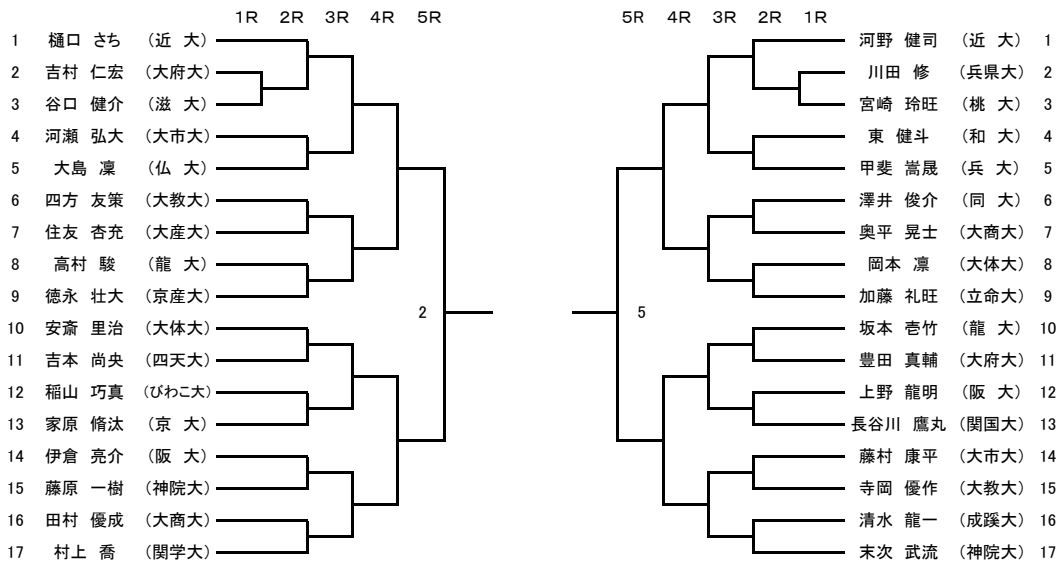 1R 2R 3R 4R 5R
5R 4R 3R 2R 1R
1 樋口 さち (近 大)
2 吉村 仁宏 (大府大)
3 谷口 健介 (滋 大)
4 河瀬 弘大 (大市大)
5 大島 凜 (仏 大)
6 四方 友策 (大教大)
7 住友 杏充 (大産大)
8 高村 駿 (龍 大)
9 徳永 壮大 (京産大)
10 安斎 里治 (大体大)
11 吉本 尚央 (四天大)
12 稲山 巧真 (びわこ大)
13 家原 脩汰 (京 大)
14 伊倉 亮介 (阪 大)
15 藤原 一樹 (神院大)
16 田村 優成 (大商大)
17 村上 喬 (関学大)
2
河野 健司 (近 大) 1
川田 修 (兵県大) 2
宮崎 玲旺 (桃 大) 3
東 健斗 (和 大) 4
甲斐 嵩晟 (兵 大) 5
澤井 俊介 (同 大) 6
奥平 晃士 (大商大) 7
岡本 凛 (大体大) 8
加藤 礼旺 (立命大) 9
坂本 壱竹 (龍 大) 10
豊田 真輔 (大府大) 11
上野 龍明 (阪 大) 12
長谷川 鷹丸 (関国大) 13
藤村 康平 (大市大) 14
寺岡 優作 (大教大) 15
清水 龍一 (成蹊大) 16
末次 武流 (神院大) 17
5